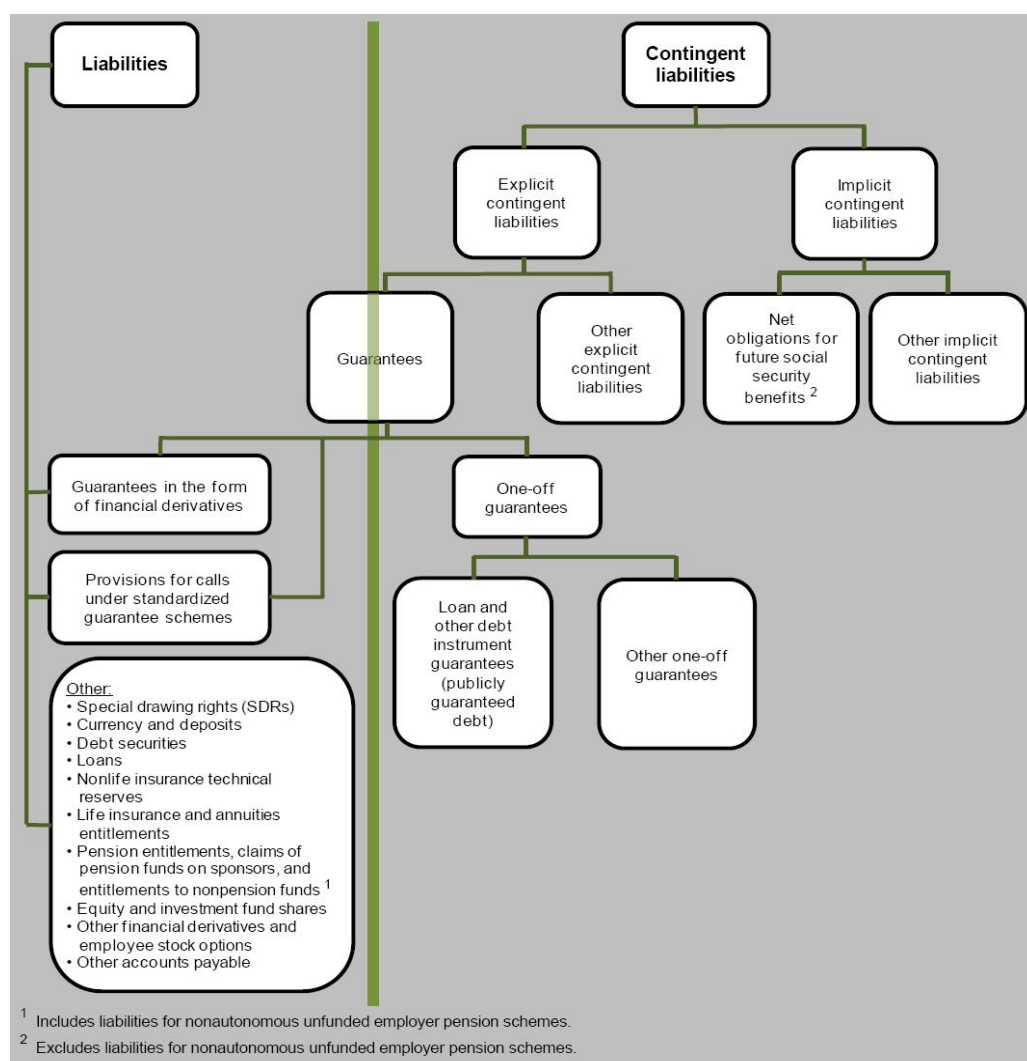 Liabilities
Contingent
liabilities
Explicit
contingent
liabilities
Implicit
contingent
liabilities
Guarantees
Other
explicit
contingent
liabilities
Net
obligations for
future social
security
benefits 2
Other implicit
contingent
liabilities
Guarantees in the form
of financial derivatives
One-off
guarantees
Provisions for calls
under standardized
guarantee schemes
Loan and
other debt
instrument
guarantees
(publicly
guaranteed
debt)
Other one-off
guarantees
Other:
• Special drawing rights (SDRs)
• Currency and deposits
• Debt securities
• Loans
• Nonlife insurance technical
reserves
• Life insurance and annuities
entitlements
• Pension entitlements, claims of
pension funds on sponsors, and
entitlements to nonpension funds 1
• Equity and investment fund shares
• Other financial derivatives and
employee stock options
• Other accounts payable
1 Includes liabilities for nonautonomous unfunded employer pension schemes.
2 Excludes liabilities for nonautonomous unfunded employer pension schemes.